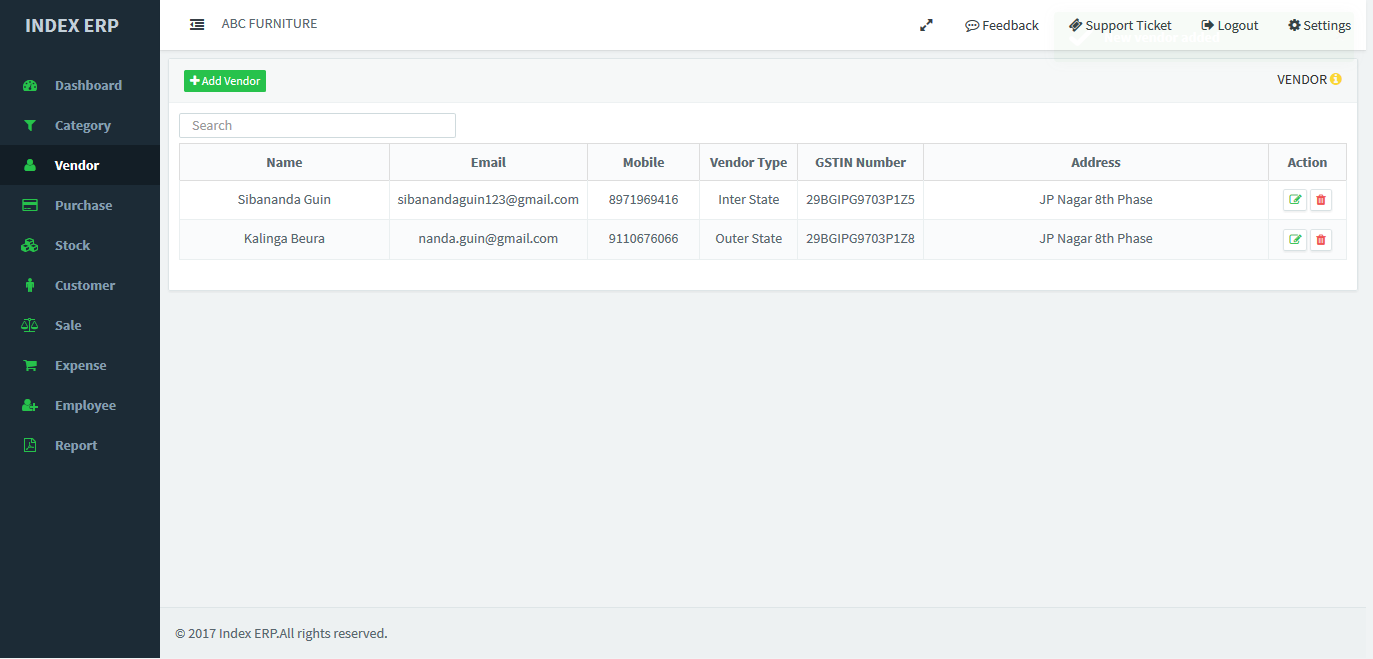 INDEX ERP
ABC FURNITURE
Feedback
Support Ticket
Logout
Settings
Dashboard
Category
Vendor
Purchase
Stock
Customer
Sale
Expense
Employee
Report
Add Vendor
VENDOR
Search
Name Email Mobile Vendor Type GSTIN Number Address Action
Sibananda Guin sibanandaguin123@gmail.com 8971969416 Inter State 29BGIPG9703P1Z5 JP Nagar 8th Phase
Kalinga Beura nanda.guin@gmail.com 9110676066 Outer State 29BGIPG9703P1Z8 JP Nagar 8th Phase
© 2017 Index ERP.All rights reserved.